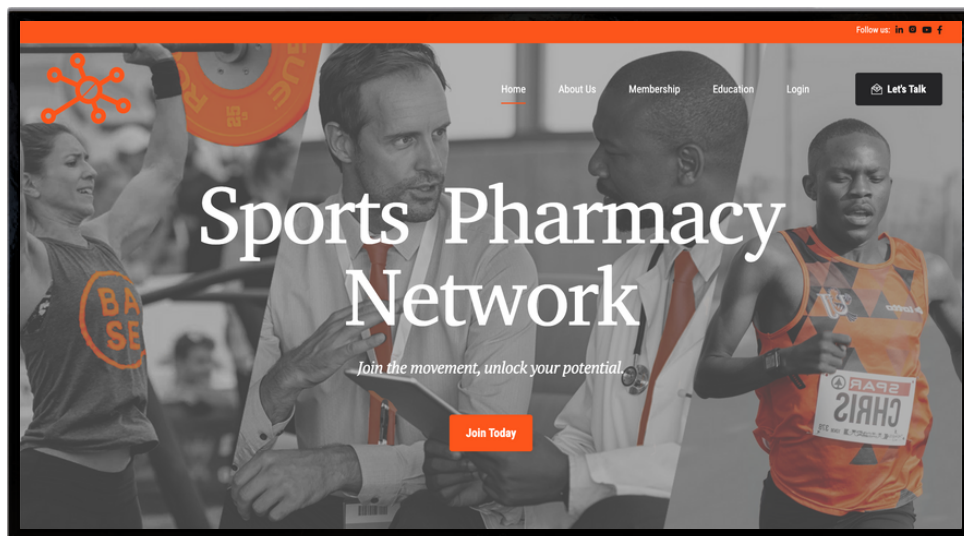 Follow us:
Home About Us Membership Education Login Let's Talk
Sports Pharmacy
Network
Join the movement, unlock your potential.
Join Today
BA
SE
SPAR
CHRIS